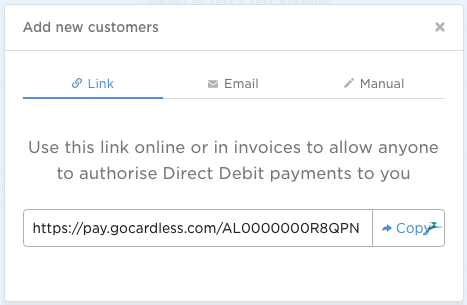 Add new customers
Link
Email
Manual
Use this link online or in invoices to allow anyone
to authorise Direct Debit payments to you
https://pay.gocardless.com/AL0000000R8QPN
Copy